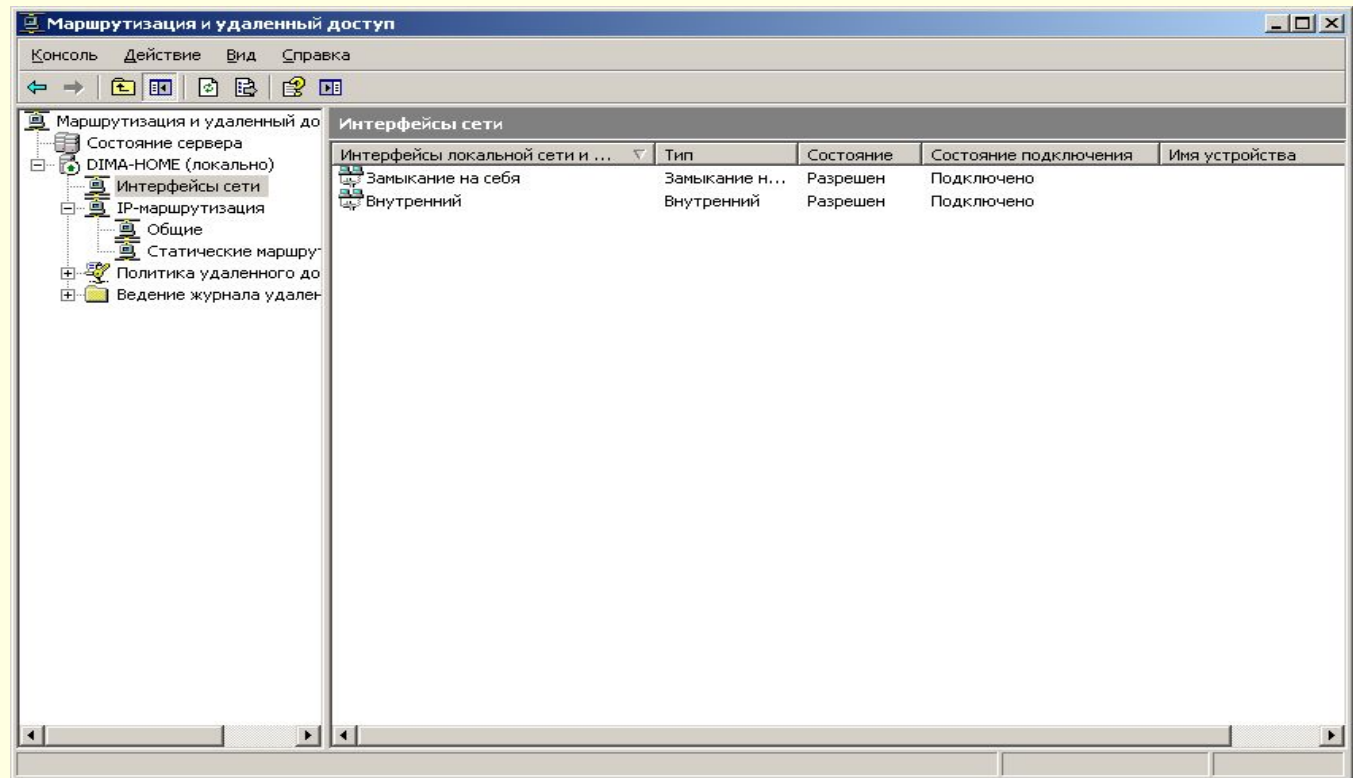 Маршрутизация и удаленный доступ
Консоль Действие Вид Справка
Маршрутизация и удаленный до
Состояние сервера
DIMA-HOME (локально)
Интерфейсы сети
IP-маршрутизация
Общие
Статические маршру
Политика удаленного до
Ведение журнала удален
Интерфейсы сети
Интерфейсы локальной сети и ... Тип Состояние Состояние подключения Имя устройства
Замыкание на себя Замыкание н... Разрешен Подключено
Внутренний Внутренний Разрешен Подключено